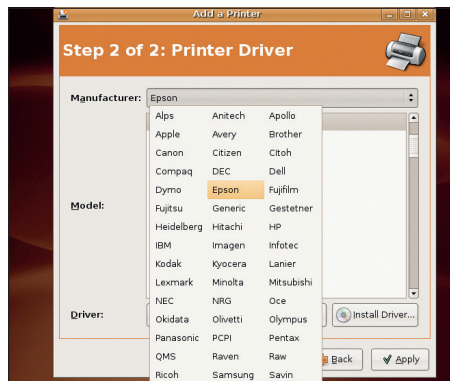 Add a Printer
Step 2 of 2: Printer Driver
Manufacturer: Epson
Alps Anitech Apollo
Apple Avery Brother
Canon Citizen CItoh
Compaq DEC Dell
Dymo Epson Fujifilm
Fujitsu Generic Gestetner
Model:
Heidelberg Hitachi HP
IBM Imagen Infotec
Kodak Kyocera Lanier
Lexmark Minolta Mitsubishi
NEC NRG Oce
Driver:
Okidata Olivetti Olympus
Install Driver...
Panasonic PCPI Pentax
QMS Raven Raw
Back Apply
Ricoh Samsung Savin